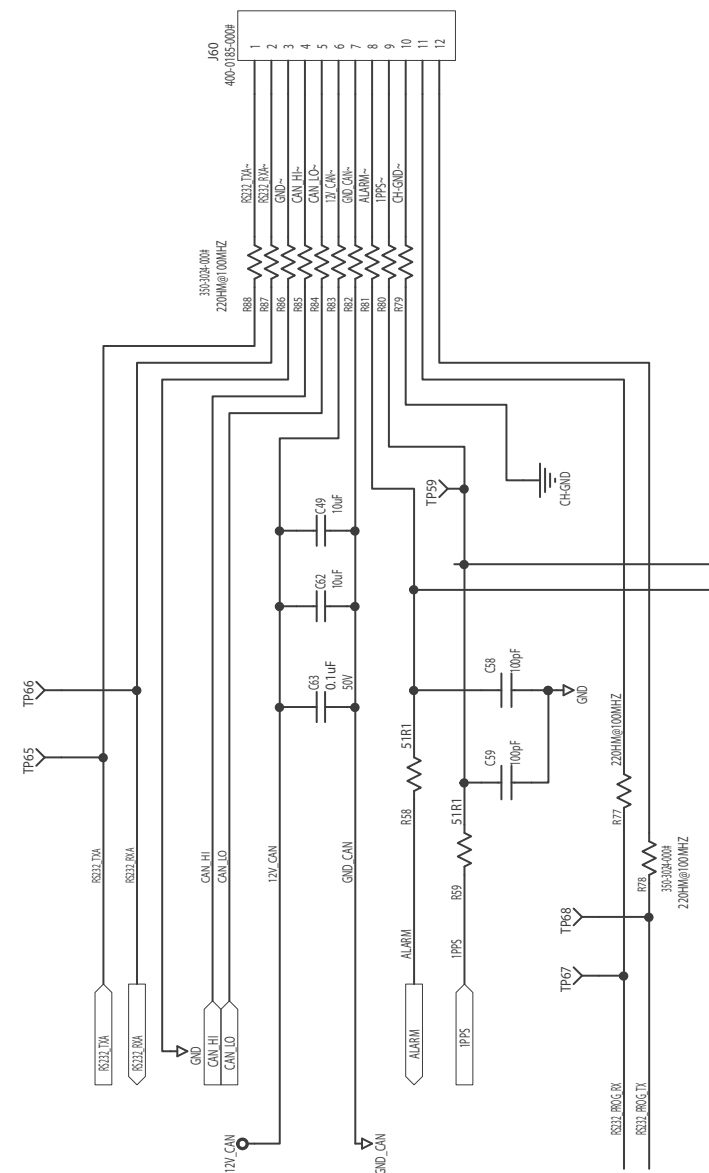 J60
400-0185-000#
1
2
3
4
5
6
7
8
9
10
11
12
RS232_TXA~
RS232_RXA~
GND~
CAN_HI~
CAN_LO~
12V_CAN~
GND_CAN~
ALARM~
1PPS~
CH-GND~
350-3024-000#
220HM@100MHZ
R88
R87
R86
R85
R84
R83
R82
R81
R80
R79
CH-GND
TP59
C49
10uF
C62
10uF
C63
0.1uF
50V
TP66
TP65
C58
100pF
GND
C59
100pF
51R1
R58
51R1
R59
220HM@100MHZ
R77
R78
350-3024-000#
220HM@100MHZ
RS232_TXA
RS232_RXA
CAN_HI
CAN_LO
12V_CAN
GND_CAN
ALARM
1PPS
TP68
TP67
RS232_TXA
RS232_RXA
GND
CAN_HI
CAN_LO
ALARM
1PPS
RS232_PROG_RX
RS232_PROG_TX
12V_CAN
GND_CAN